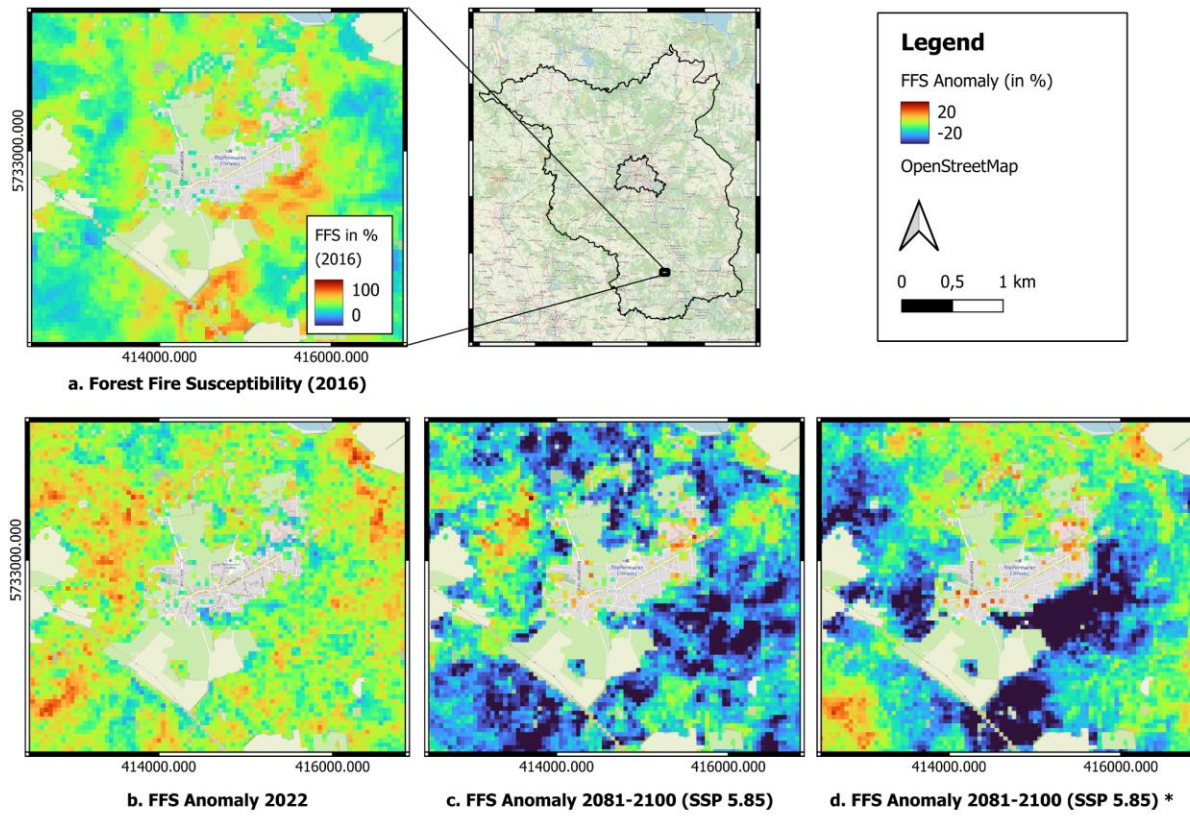 5733000.000
414000.000
416000.000
FFS in %
(2016)
100
0
a. Forest Fire Susceptibility (2016)
Legend
FFS Anomaly (in %)
20
-20
OpenStreetMap
0
0,5
1 km
5733000.000
414000.000
416000.000
b. FFS Anomaly 2022
414000.000
416000.000
c. FFS Anomaly 2081-2100 (SSP 5.85)
414000.000
416000.000
d. FFS Anomaly 2081-2100 (SSP 5.85) *